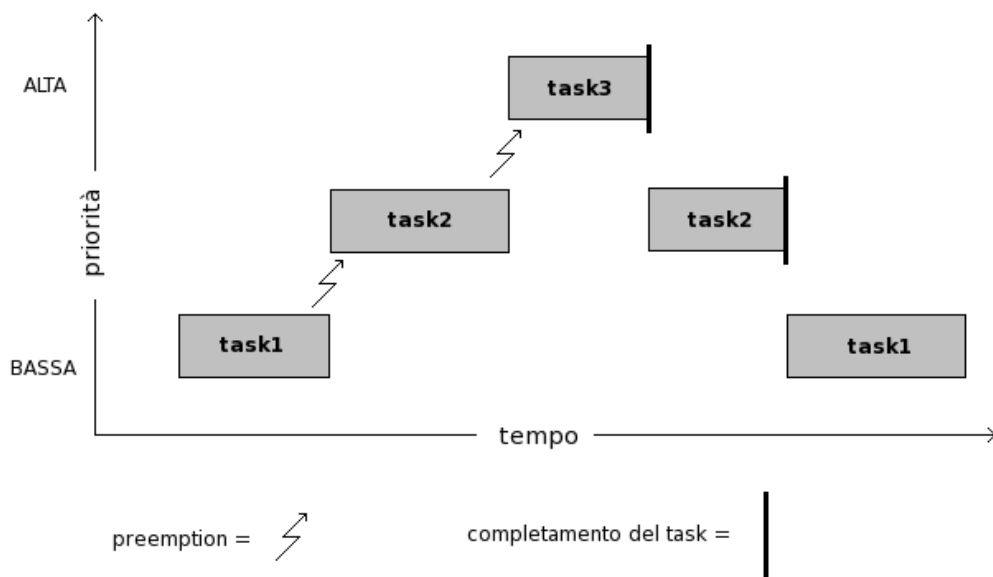 ALTA
task3
priorità
task2
task2
task1
task1
BASSA
tempo
preemption =
completamento del task =